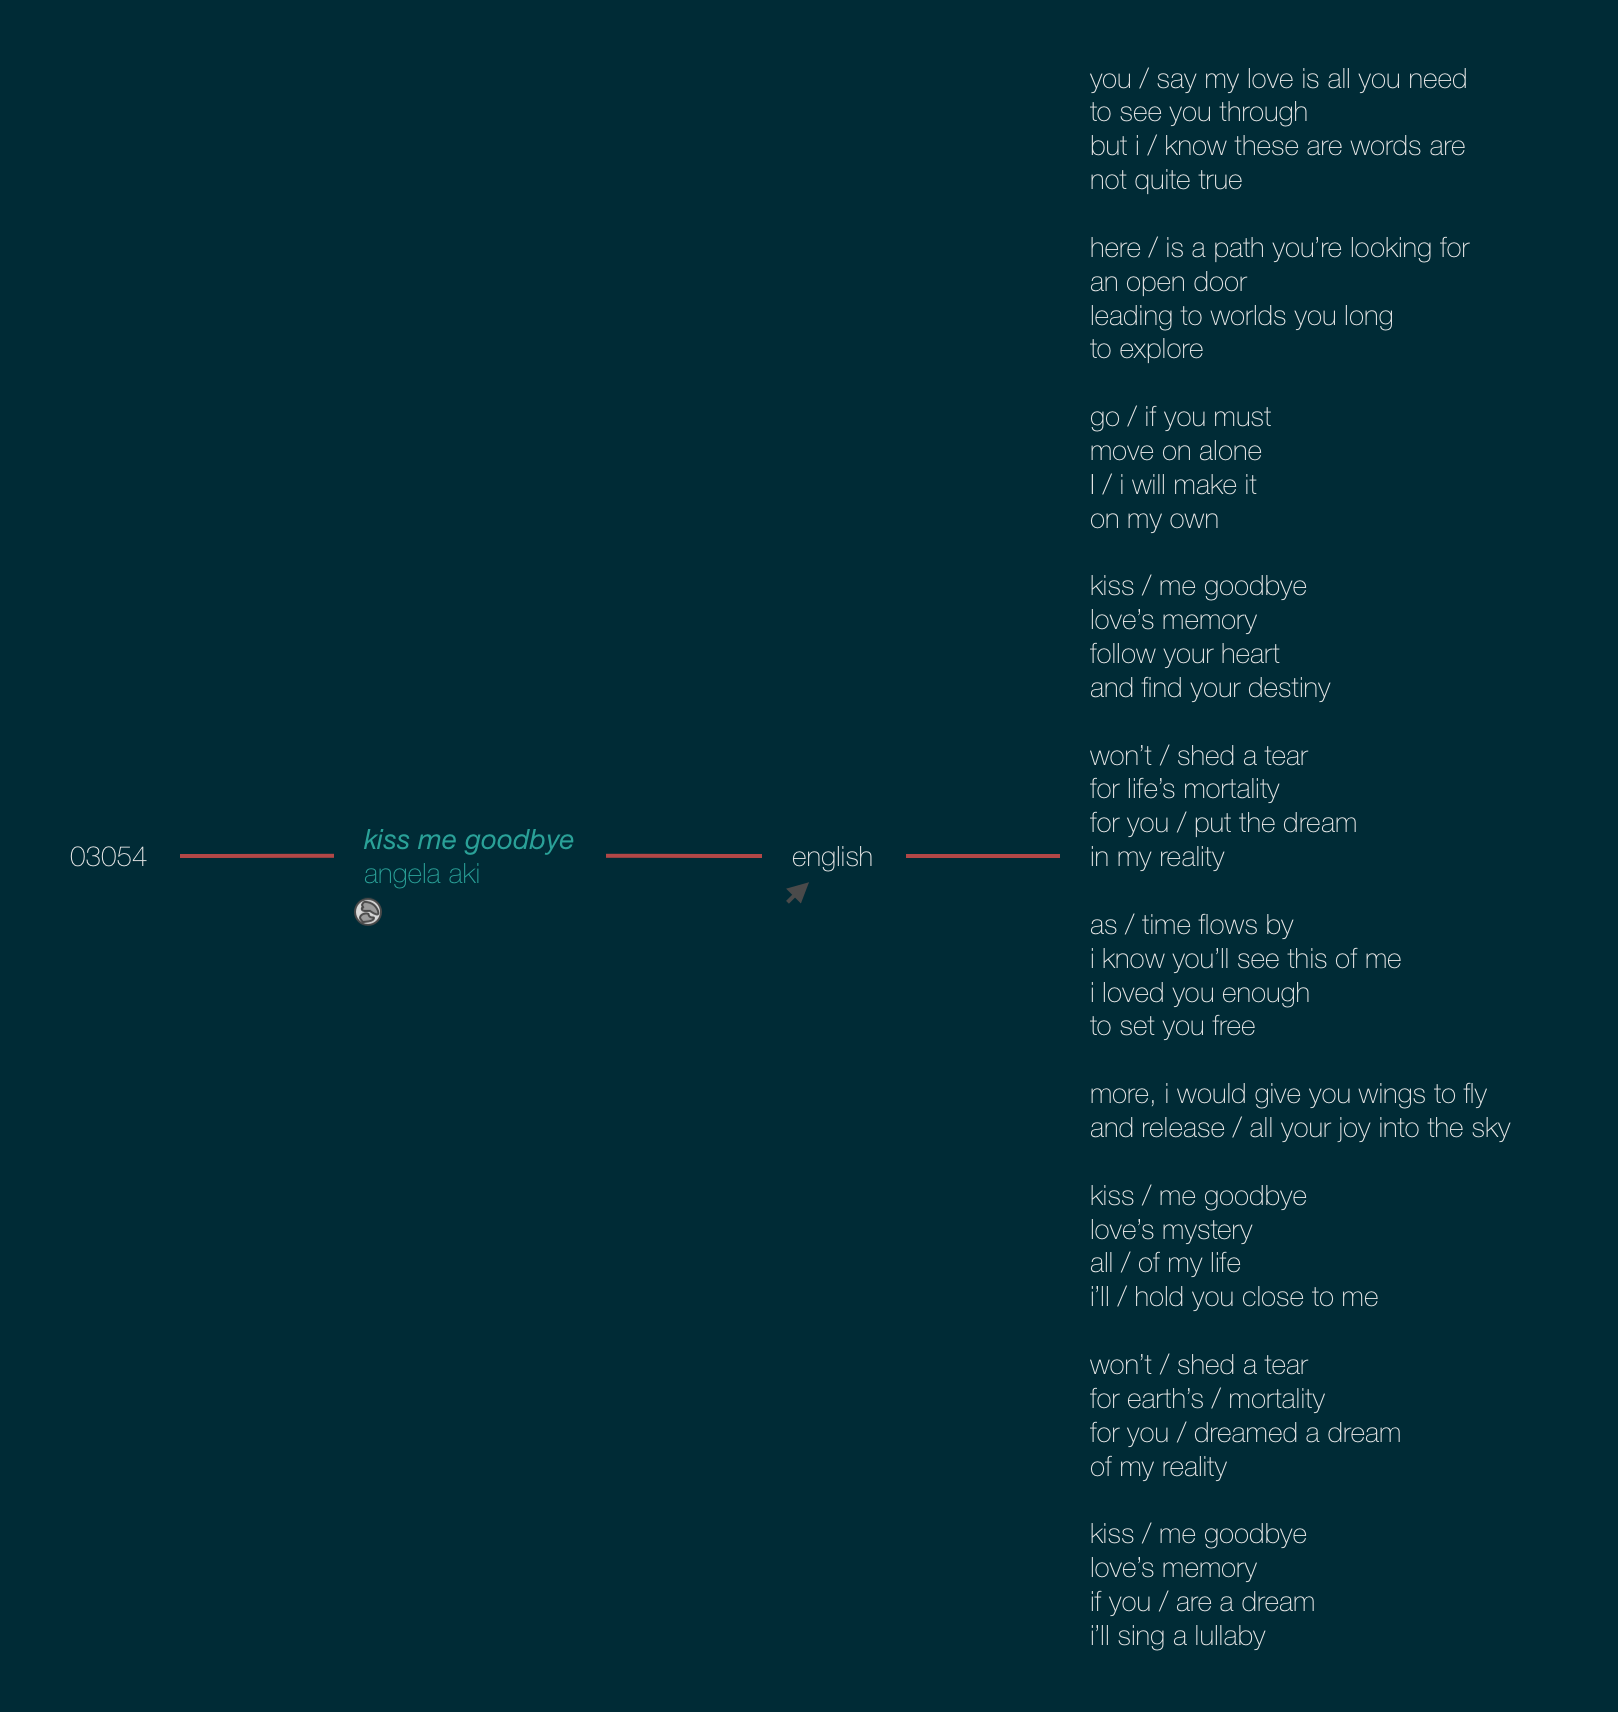 03054
kiss me goodbye
angela aki
english
you / say my love is all you need
to see you through
but i / know these are words are
not quite true
here / is a path you’re looking for
an open door
leading to worlds you long
to explore
go / if you must
move on alone
I / i will make it
on my own
kiss / me goodbye
love’s memory
follow your heart
and find your destiny
won’t / shed a tear
for life’s mortality
for you / put the dream
in my reality
as / time flows by
i know you’ll see this of me
i loved you enough
to set you free
more, i would give you wings to fly
and release / all your joy into the sky
kiss / me goodbye
love’s mystery
all / of my life
i’ll / hold you close to me
won’t / shed a tear
for earth’s / mortality
for you / dreamed a dream
of my reality
kiss / me goodbye
love’s memory
if you / are a dream
i’ll sing a lullaby